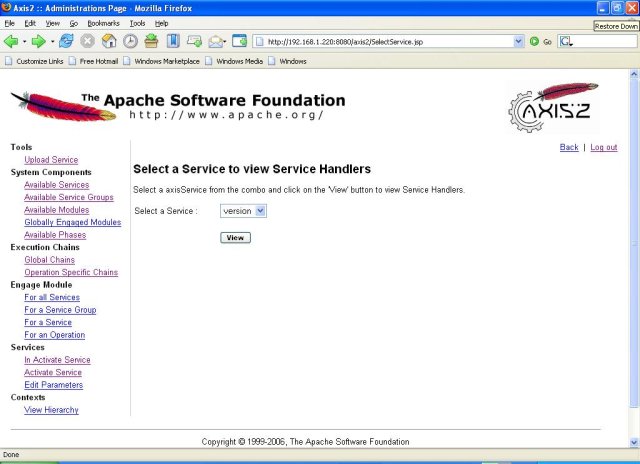 Axis2 :: Administrations Page - Mozilla Firefox
File Edit View Go Bookmarks Tools Help
Restore Down
http://192.168.1.220:8080/axis2/SelectService.jsp
Go
Customize Links Free Hotmail Windows Marketplace Windows Media Windows
The Apache Software Foundation
http://www.apache.org/
AXIS2
Back | Log out
Tools
Upload Service
System Components
Available Services
Available Service Groups
Available Modules
Globally Engaged Modules
Available Phases
Execution Chains
Global Chains
Operation Specific Chains
Engage Module
For all Services
For a Service Group
For a Service
For an Operation
Services
In Activate Service
Activate Service
Edit Parameters
Contexts
View Hierarchy
Select a Service to view Service Handlers
Select a axisService from the combo and click on the 'View' button to view Service Handlers.
Select a Service : version
View
Copyright © 1999-2006, The Apache Software Foundation
Done